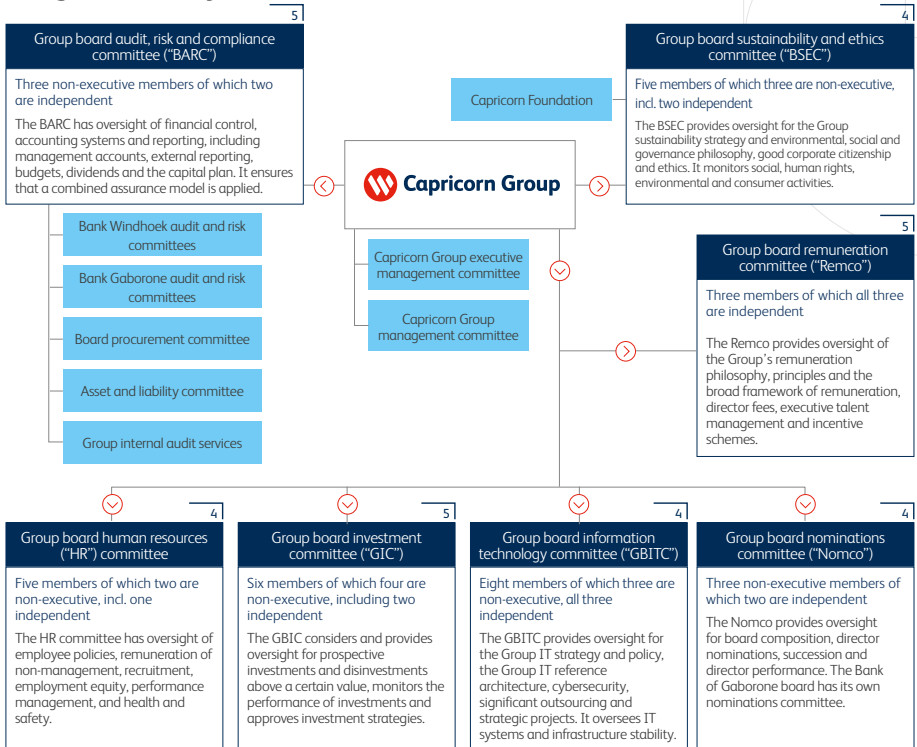 5
Group board audit, risk and compliance
committee ("BARC")
Three non-executive members of which two
are independent
The BARC has oversight of financial control,
accounting systems and reporting, including
management accounts, external reporting,
budgets, dividends and the capital plan. It ensures
that a combined assurance model is applied.
Bank Windhoek audit and risk
committees
Bank Gaborone audit and risk
committees
Board procurement committee
Asset and liability committee
Group internal audit services
Capricorn Foundation
Capricorn Group
Capricorn Group executive
management committee
Capricorn Group
management committee
4
Group board sustainability and ethics
committee ("BSEC")
Five members of which three are non-executive,
incl. two independent
The BSEC provides oversight for the Group
sustainability strategy and environmental, social and
governance philosophy, good corporate citizenship
and ethics. It monitors social, human rights,
environmental and consumer activities.
5
Group board remuneration
committee ("Remco")
Three members of which all three
are independent
The Remco provides oversight of
the Group's remuneration
philosophy, principles and the
broad framework of remuneration,
director fees, executive talent
management and incentive
schemes.
4
Group board human resources
("HR") committee
Five members of which two are
non-executive, incl. one
independent
The HR committee has oversight of
employee policies, remuneration of
non-management, recruitment,
employment equity, performance
management, and health and
safety.
5
Group board investment
committee ("GIC")
Six members of which four are
non-executive, including two
independent
The GBIC considers and provides
oversight for prospective
investments and disinvestments
above a certain value, monitors the
performance of investments and
approves investment strategies.
4
Group board information
technology committee ("GBITC")
Eight members of which three are
non-executive, all three
independent
The GBITC provides oversight for
the Group IT strategy and policy,
the Group IT reference
architecture, cybersecurity,
significant outsourcing and
strategic projects. It oversees IT
systems and infrastructure stability.
4
Group board nominations
committee ("Nomco")
Three non-executive members of
which two are independent
The Nomco provides oversight
for board composition, director
nominations, succession and
director performance. The Bank
of Gaborone board has its own
nominations committee.